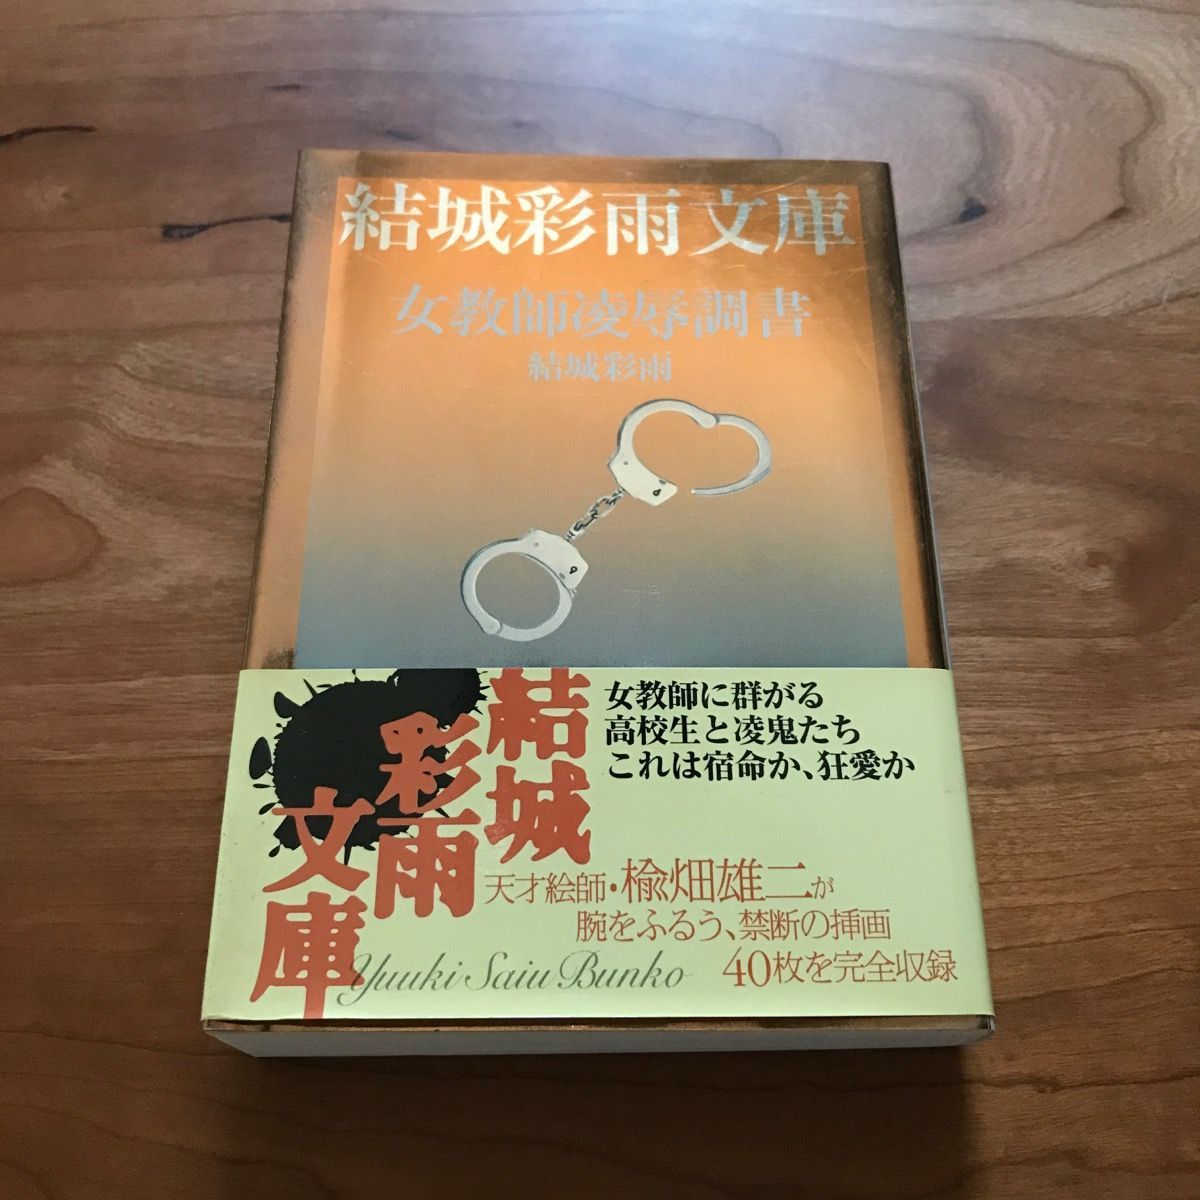 結城彩雨文庫
女教師凌辱調書
結城彩雨
女教師に群がる
高校生と凌鬼たち
これは宿命か、狂愛か
結城
彩雨
文庫
天才絵師・楡畑雄二が
腕をふるう、禁断の挿画
40枚を完全収録
Yuuki Saiu Bunko